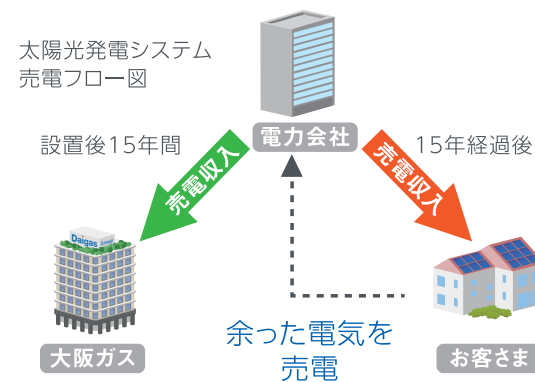 太陽光発電システム
売電フロー図
設置後15年間
電力会社
15年経過後
売電収入
売電収入
Daigas Group
余った電気を
売電
大阪ガス
お客さま